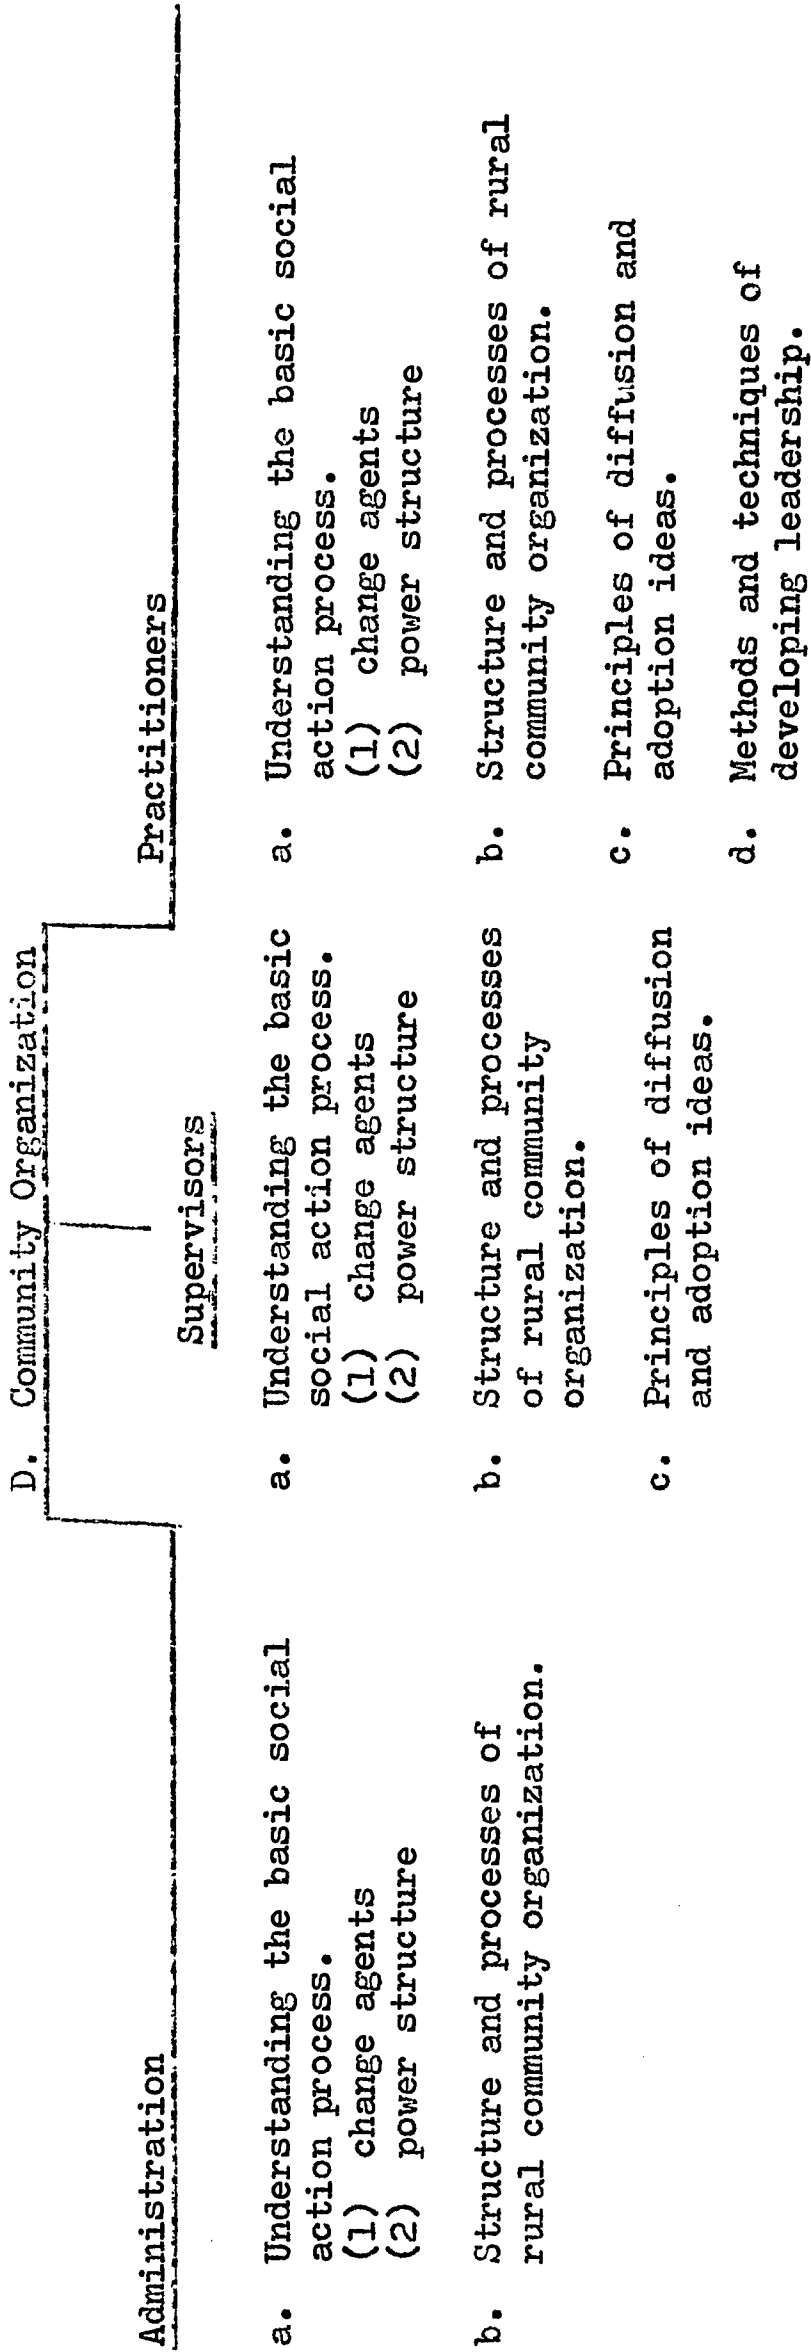 D. Community Organization
Administration
a. Understanding the basic social
action process.
(1) change agents
(2) power structure
b. Structure and processes of
rural community organization.
Supervisors
a. Understanding the basic
social action process.
(1) change agents
(2) power structure
b. Structure and processes
of rural community
organization.
c. Principles of diffusion
and adoption ideas.
Practitioners
a. Understanding the basic social
action process.
(1) change agents
(2) power structure
b. Structure and processes of rural
community organization.
c. Principles of diffusion and
adoption ideas.
d. Methods and techniques of
developing leadership.